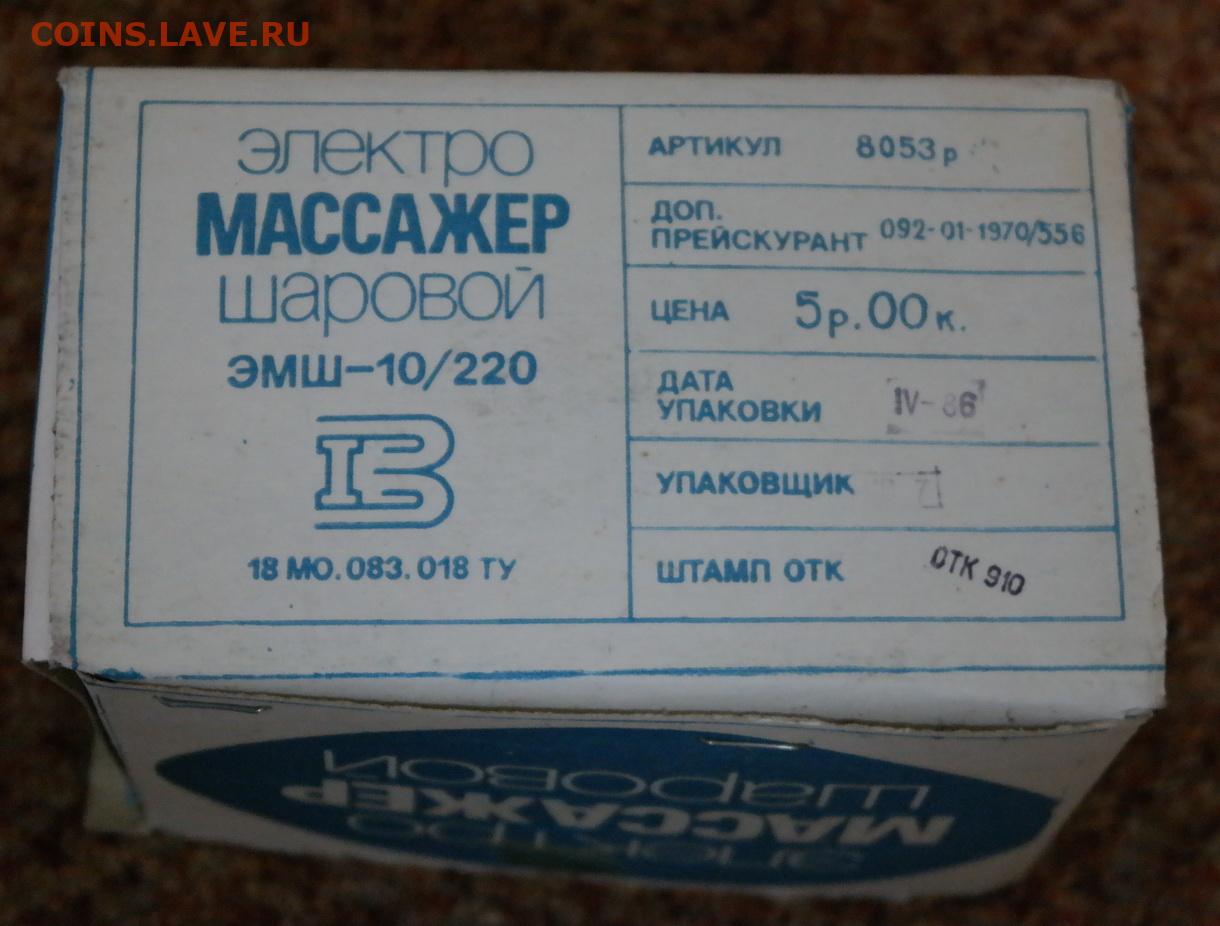 COINS.LAVE.RU
электро
МАССАЖЕР
шаровой
ЭМШ-10/220
18 МО.083.018 ТУ
АРТИКУЛ 8053р
ДОП.
ПРЕЙСКУРАНТ 092-01-1970/556
ЦЕНА 5р.00к.
ДАТА
УПАКОВКИ IV-86
УПАКОВЩИК
ШТАМП ОТК ОТК 910
электро
МАССАЖЕР
шаровой